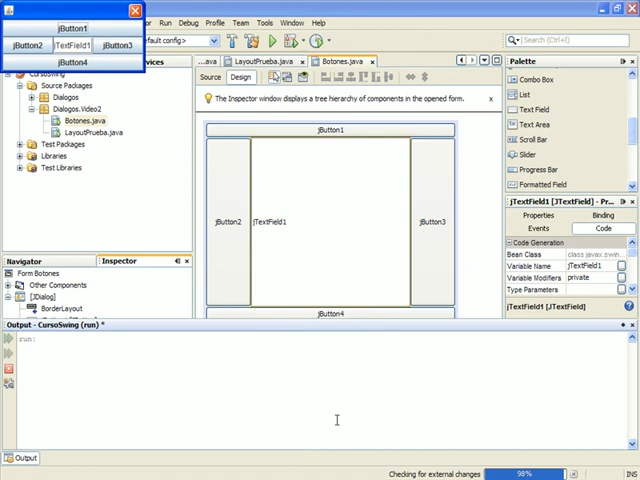 jButton1
jButton2 jTextField1 jButton3
jButton4
Run Debug Profile Team Tools Window Help
default config>
Search (Ctrl+I)
CursoSwing
Source Packages
Dialogos
Dialogos.Video2
Botones.java
LayoutPrueba.java
Test Packages
Libraries
Test Libraries
Navigator
Inspector
Form Botones
Other Components
[JDialog]
BorderLayout
...ava
LayoutPrueba.java
Botones.java
Source
Design
The Inspector window displays a tree hierarchy of components in the opened form.
x
jButton1
jButton2
jTextField1
jButton3
jButton4
Palette
Combo Box
List
Text Field
Text Area
Scroll Bar
Slider
Progress Bar
Formatted Field
jTextField1 [JTextField] - Pr...
Properties
Binding
Events
Code
Code Generation
Bean Class
class javax.swin
Variable Name
jTextField1
Variable Modifiers
private
Type Parameters
jTextField1 [JTextField]
Output - CursoSwing (run) *
run:
Output
Checking for external changes
98%
INS